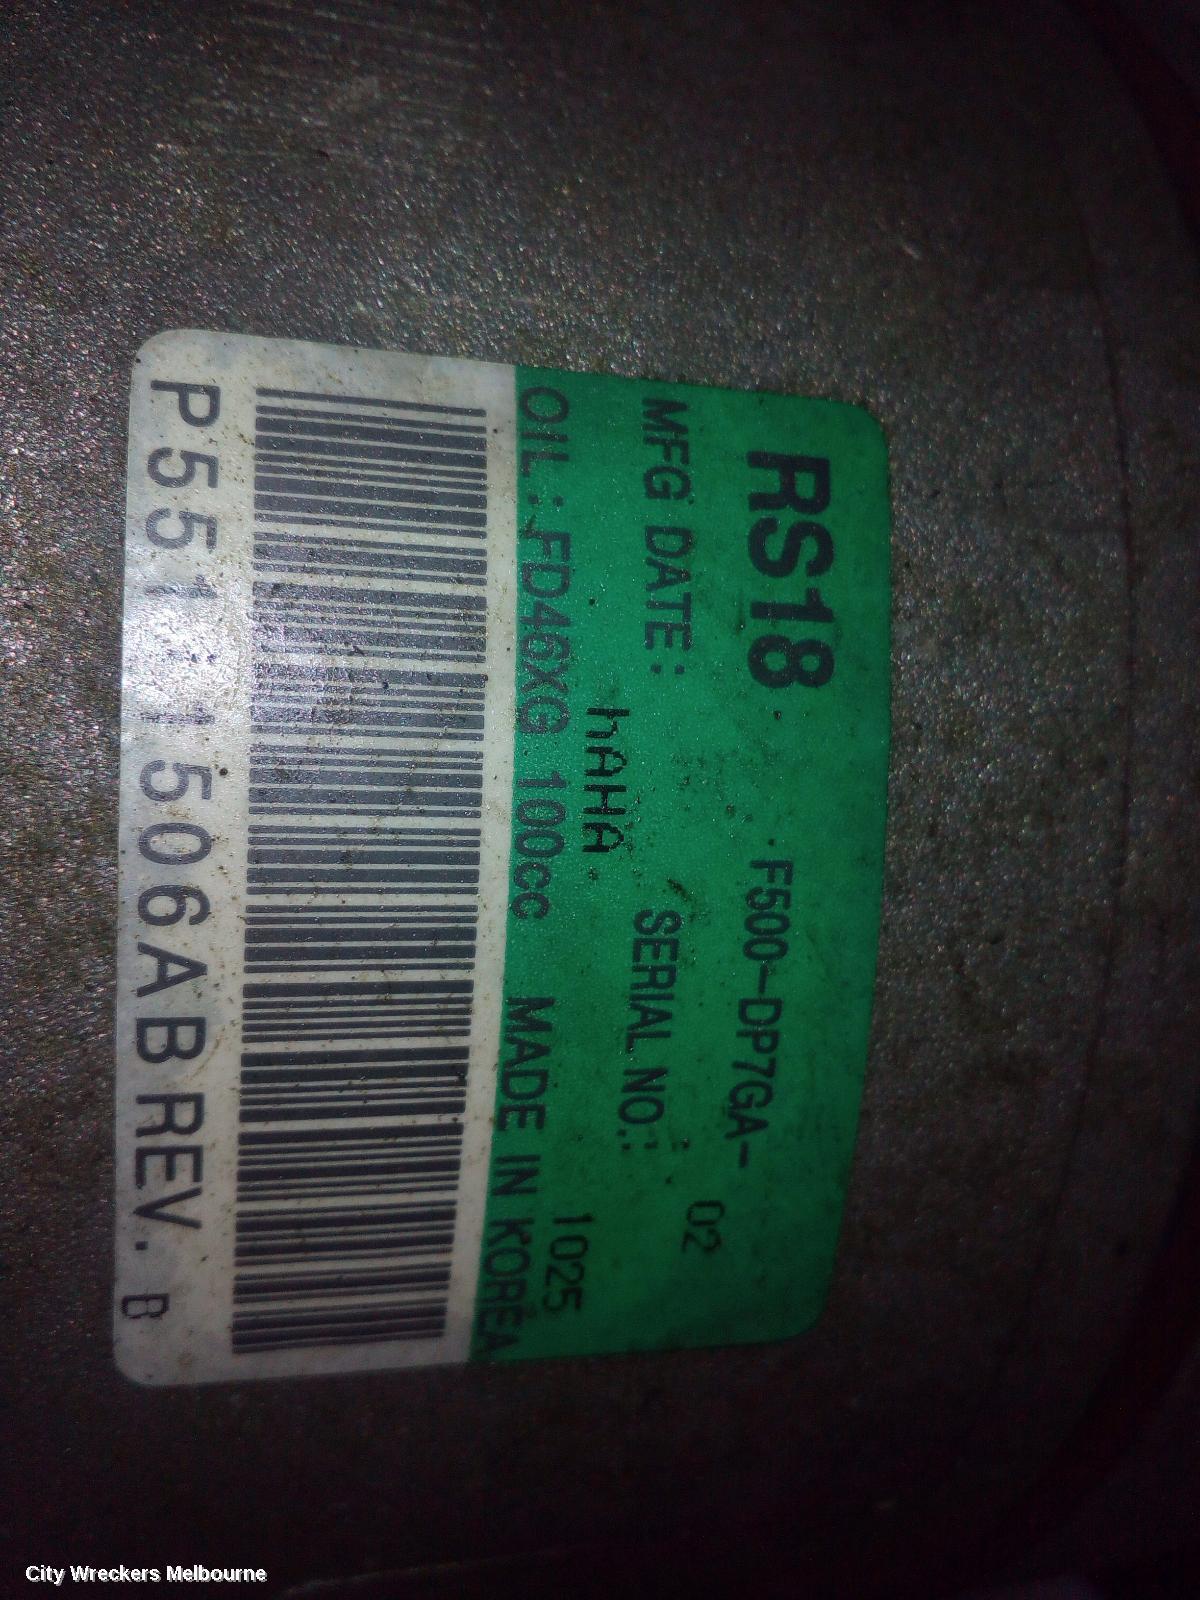 RS18
F500-DP7GA-
02
MFG DATE:
SERIAL NO.:
hAHA
1025
OIL : FD46XG 100cc MADE IN KOREA
P5511506AB REV. B
City Wreckers Melbourne